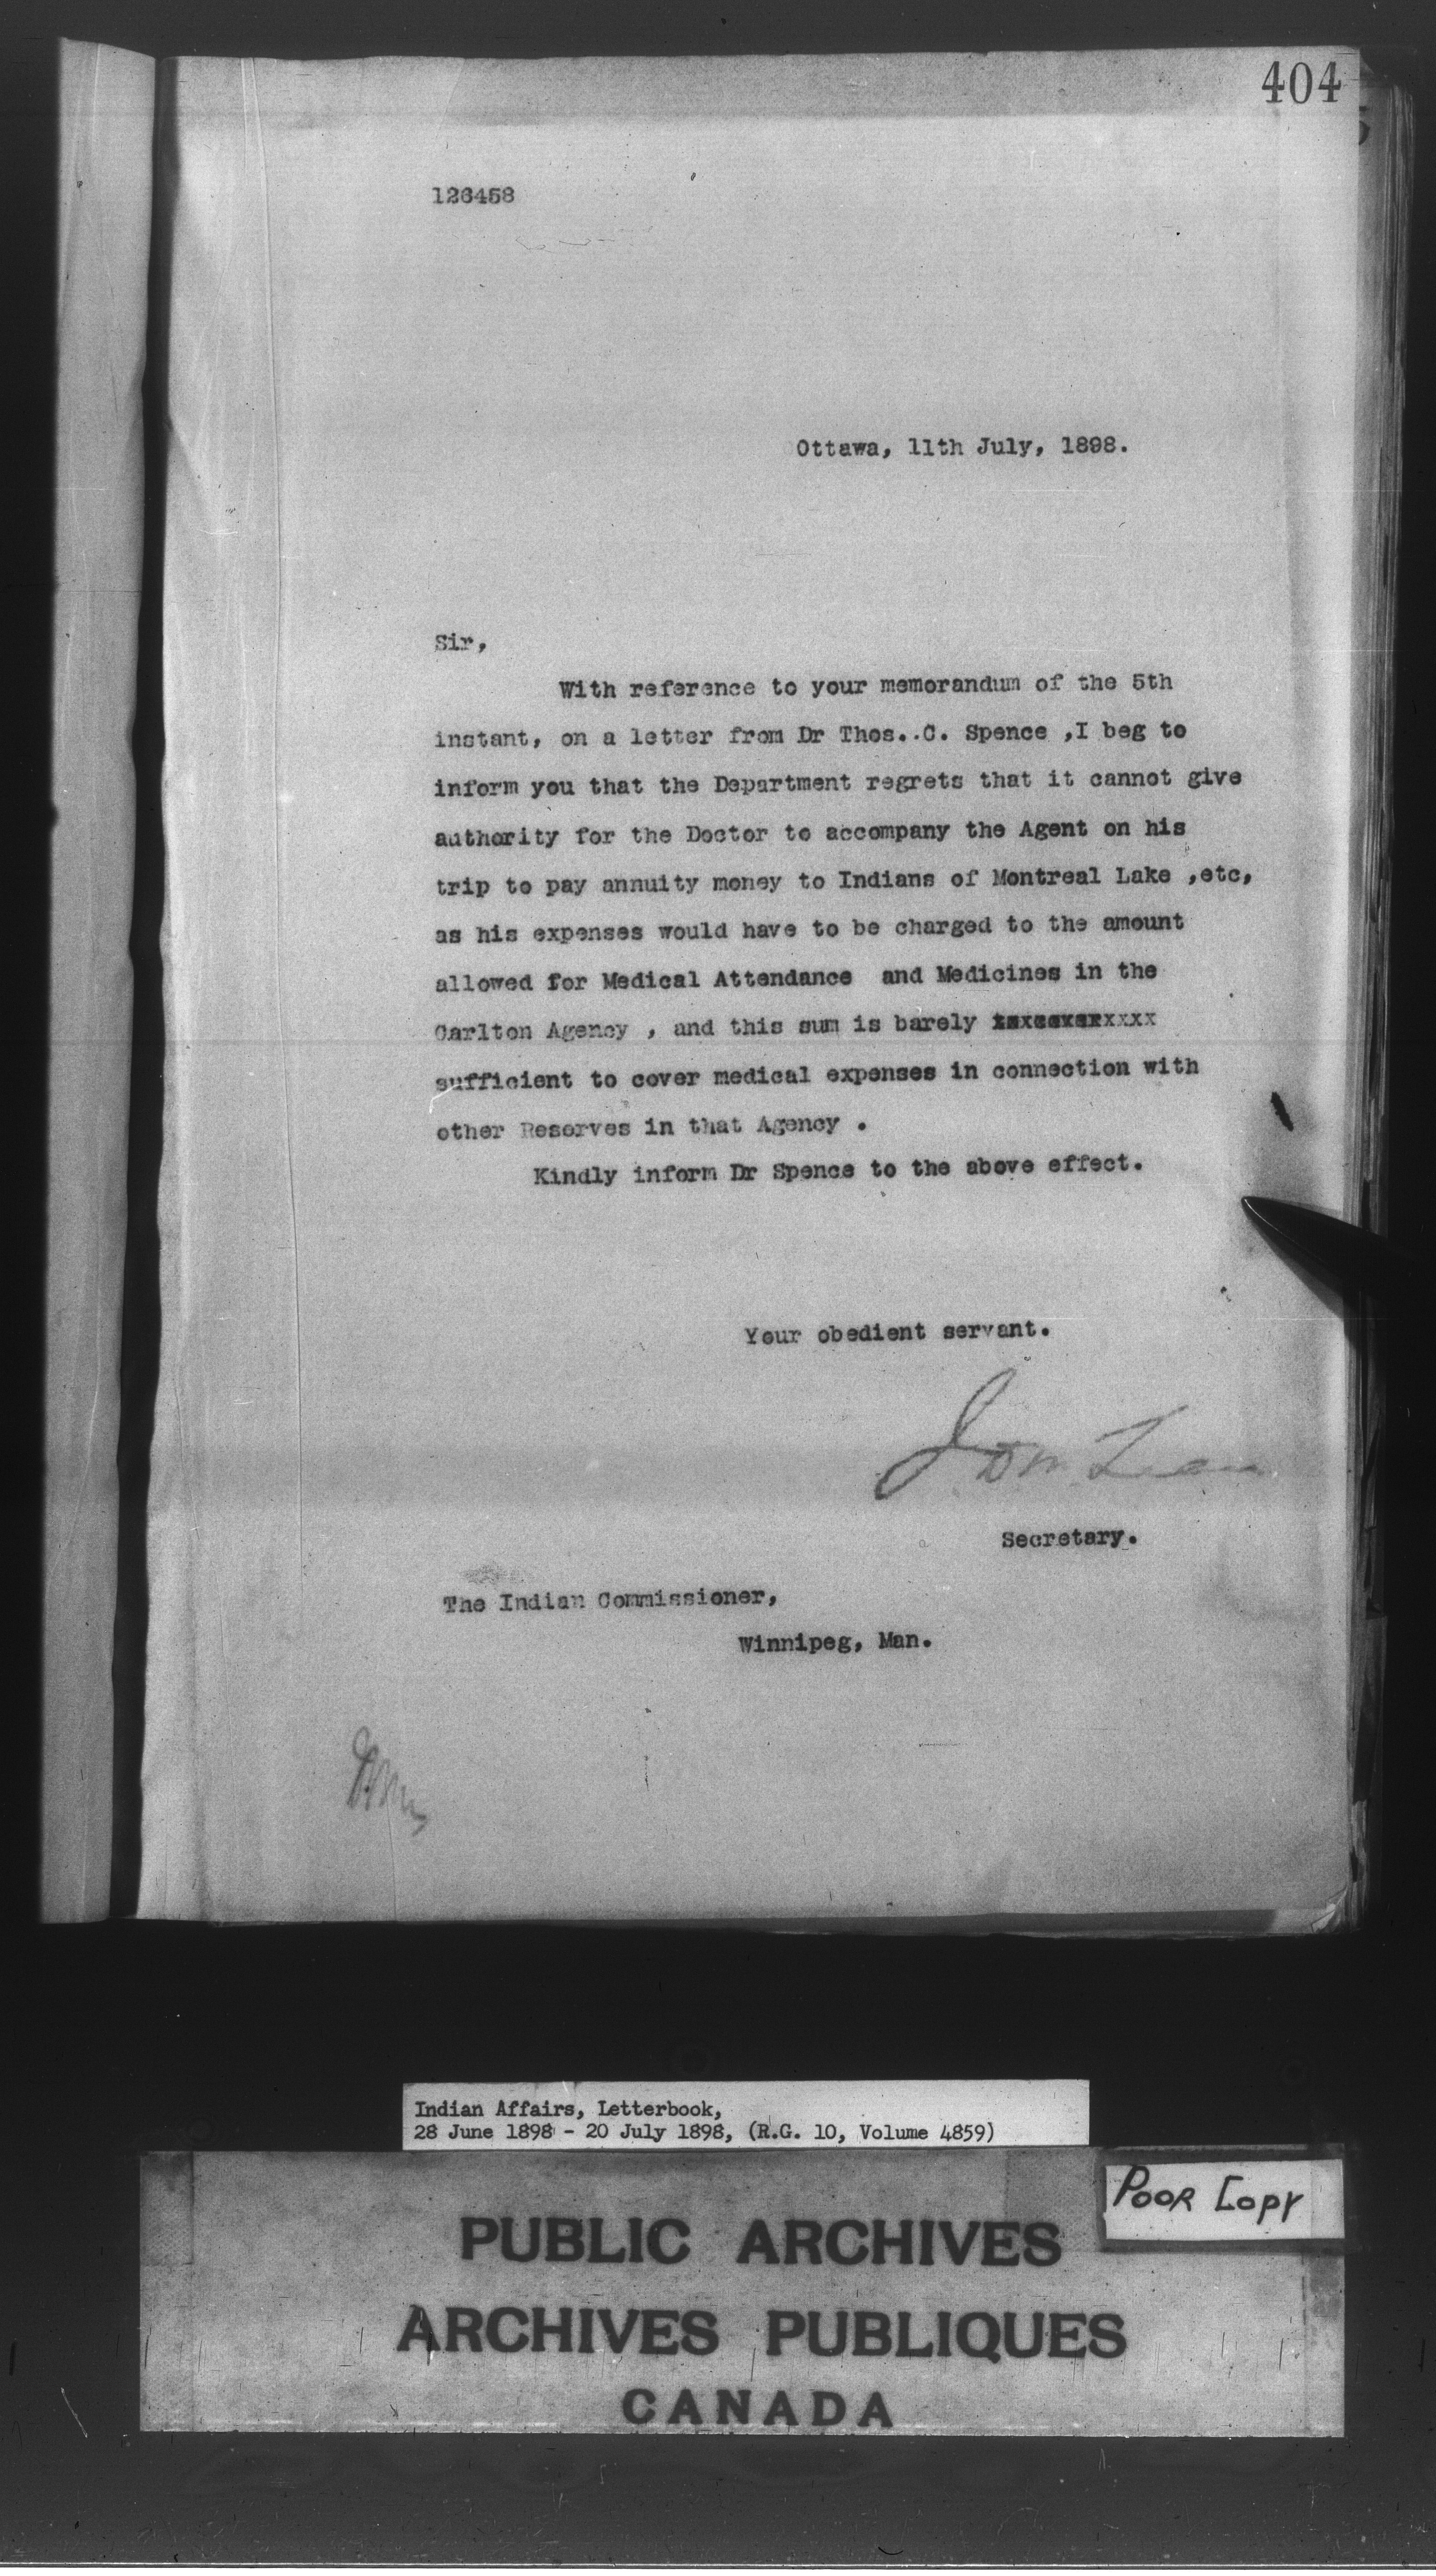 404
126458
Ottawa, 11th July, 1898.
Sir,
With reference to your memorandum of the 5th
instant, on a letter from Dr Thos..C. Spence ,I beg to
inform you that the Department regrets that it cannot give
authority for the Doctor to accompany the Agent on his
trip to pay annuity money to Indians of Montreal Lake ,etc,
as his expenses would have to be charged to the amount
allowed for Medical Attendance and Medicines in the
Carlton Agency , and this sum is barely
sufficient to cover medical expenses in connection with
other Reserves in that Agency .
Kindly inform Dr Spence to the above effect.
Your obedient servant.
J D McLean
Secretary.
The Indian Commissioner,
Winnipeg, Man.
Indian Affairs, Letterbook,
28 June 1898 - 20 July 1898, (R.G. 10, Volume 4859)
POOR COPY
PUBLIC ARCHIVES
ARCHIVES PUBLIQUES
CANADA